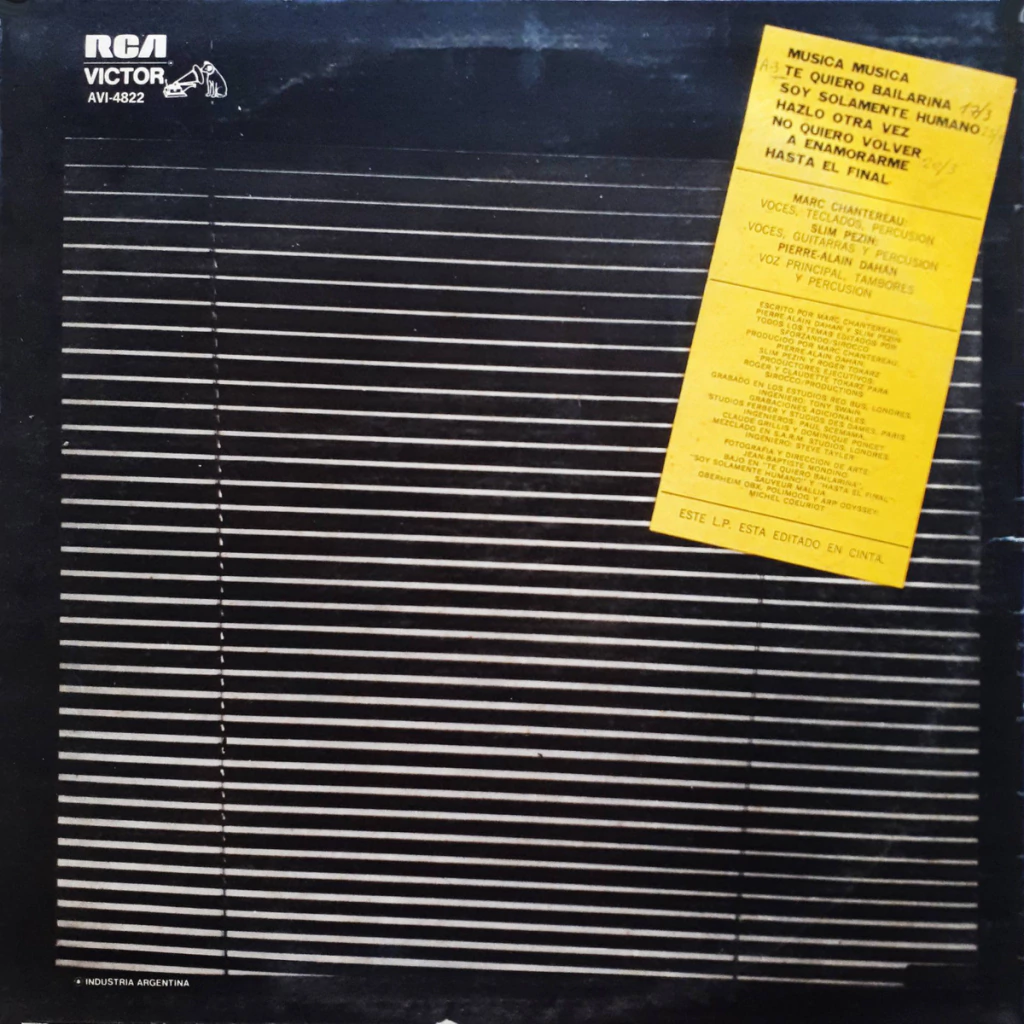 RCA
VICTOR
AVI-4822
MUSICA MUSICA
TE QUIERO BAILARINA 17/3
SOY SOLAMENTE HUMANO
HAZLO OTRA VEZ
NO QUIERO VOLVER
A ENAMORARME 20/3
HASTA EL FINAL
MARC CHANTEREAU:
VOCES, TECLADOS, PERCUSION
SLIM PEZIN:
VOCES, GUITARRAS Y PERCUSION
PIERRE-ALAIN DAHAN
VOZ PRINCIPAL, TAMBORES
Y PERCUSION
ESCRITO POR MARC CHANTEREAU,
PIERRE-ALAIN DAHAN Y SLIM PEZIN
TODOS LOS TEMAS EDITADOS POR
SFORZANDO/SIROCCO
PRODUCIDO POR MARC CHANTEREAU,
PIERRE-ALAIN DAHAN,
SLIM PEZIN Y ROGER TOKARZ
PRODUCTORES EJECUTIVOS:
ROGER Y CLAUDETTE TOKARZ PARA
SIROCCO/PRODUCTIONS
GRABADO EN LOS ESTUDIOS RED BUS, LONDRES
INGENIERO: TONY SWAIN
GRABACIONES ADICIONALES:
STUDIOS FERBER Y STUDIOS DES DAMES, PARIS
INGENIEROS: PAUL SCEMAMA,
CLAUDE GRILLIS Y DOMINIQUE PONCET
MEZCLADO EN S.A.R.M. STUDIOS, LONDRES
INGENIERO: STEVE TAYLER
FOTOGRAFIA Y DIRECCION DE ARTE:
JEAN-BAPTISTE MONDINO
BAJO EN "TE QUIERO BAILARINA",
"SOY SOLAMENTE HUMANO" Y "HASTA EL FINAL":
SAUVEUR MALLIA
OBERHEIM OBX, POLIMOOG Y ARP ODYSSEY:
MICHEL COEURIOT
ESTE L.P. ESTA EDITADO EN CINTA
INDUSTRIA ARGENTINA